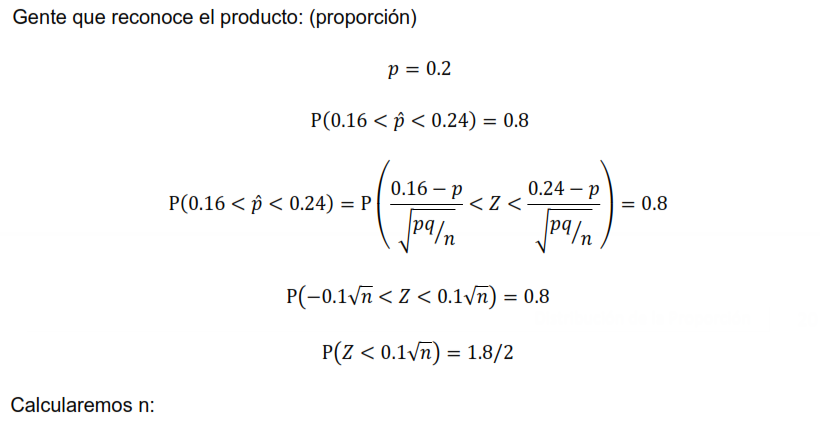 Gente que reconoce el producto: (proporción)
p = 0.2
P(0.16 < p̂ < 0.24) = 0.8
P(0.16 < p̂ < 0.24) = P((0.16 − p)/√(pq/n) < Z < (0.24 − p)/√(pq/n)) = 0.8
P(−0.1√n < Z < 0.1√n) = 0.8
P(Z < 0.1√n) = 1.8/2
Calcularemos n: